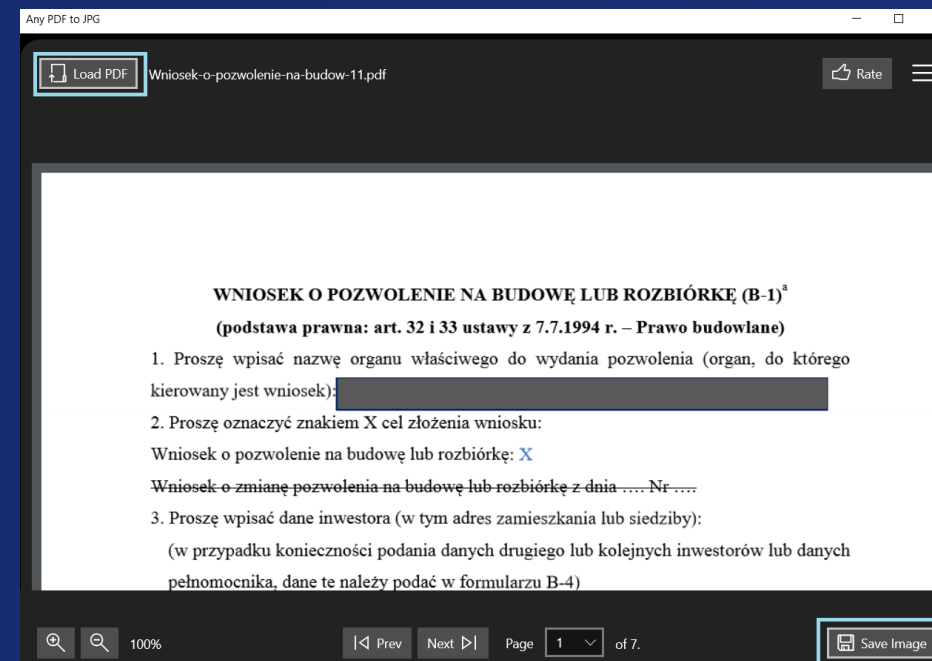 Any PDF to JPG
Load PDF Wniosek-o-pozwolenie-na-budow-11.pdf Rate
WNIOSEK O POZWOLENIE NA BUDOWĘ LUB ROZBIÓRKĘ (B-1)ª
(podstawa prawna: art. 32 i 33 ustawy z 7.7.1994 r. – Prawo budowlane)
1. Proszę wpisać nazwę organu właściwego do wydania pozwolenia (organ, do którego
kierowany jest wniosek):
2. Proszę oznaczyć znakiem X cel złożenia wniosku:
Wniosek o pozwolenie na budowę lub rozbiórkę: X
Wniosek o zmianę pozwolenia na budowę lub rozbiórkę z dnia …. Nr ….
3. Proszę wpisać dane inwestora (w tym adres zamieszkania lub siedziby):
(w przypadku konieczności podania danych drugiego lub kolejnych inwestorów lub danych
pełnomocnika, dane te należy podać w formularzu B-4)
100% Prev Next Page 1 of 7. Save Image